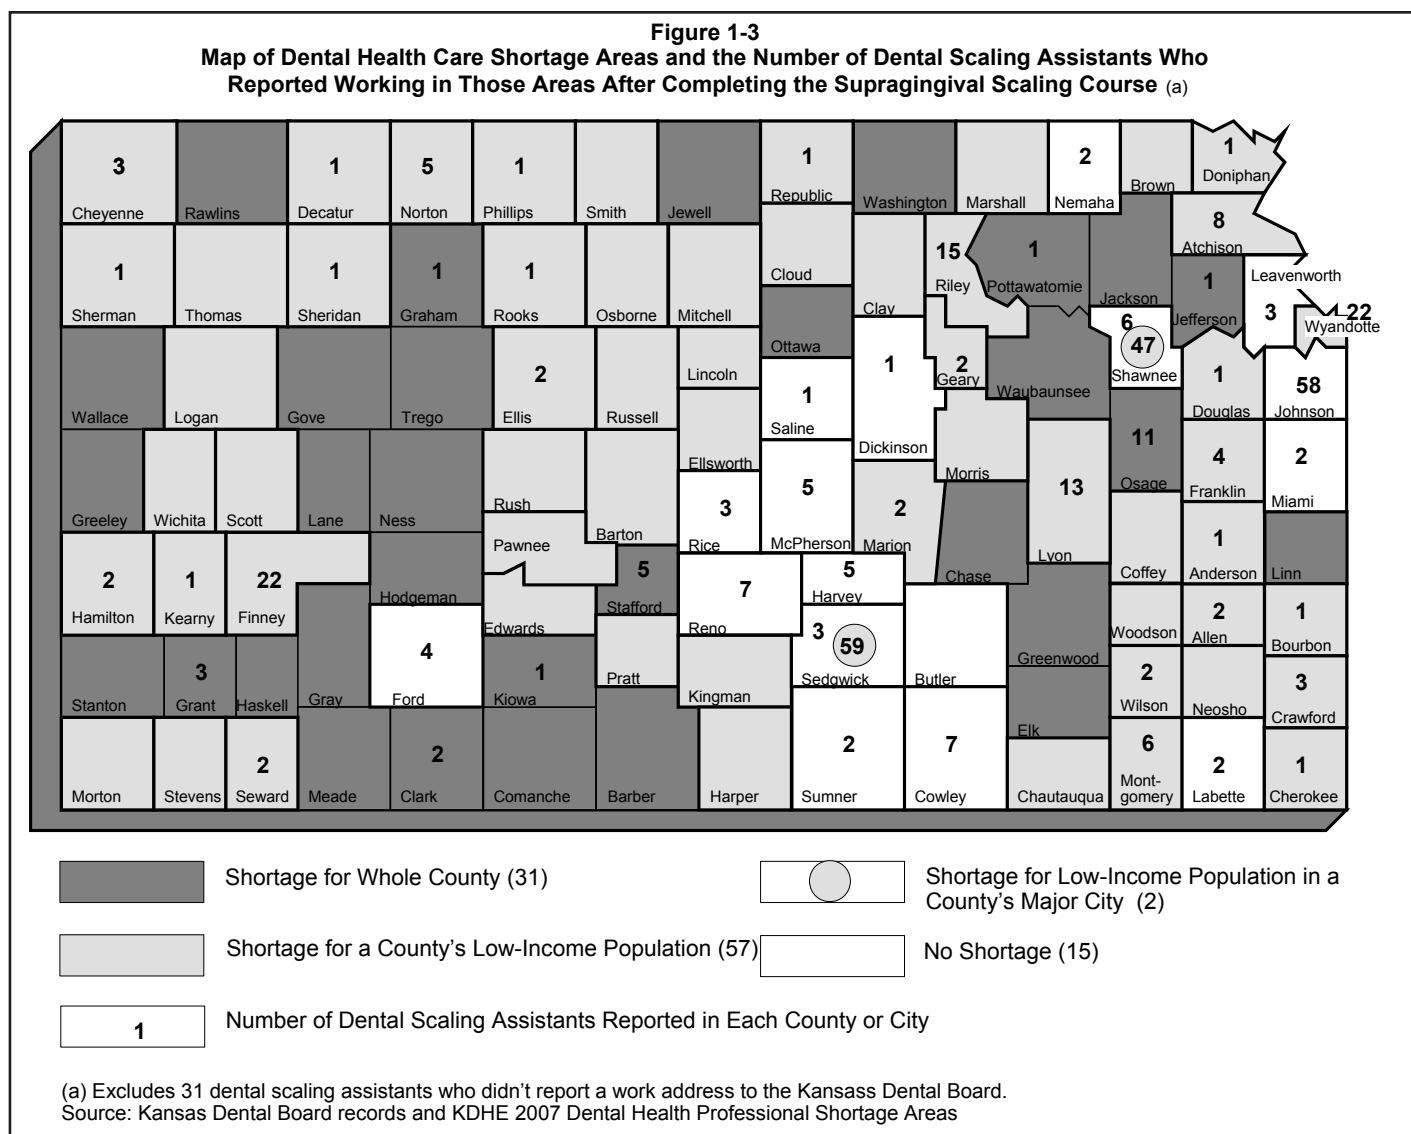 Figure 1-3
Map of Dental Health Care Shortage Areas and the Number of Dental Scaling Assistants Who
Reported Working in Those Areas After Completing the Supragingival Scaling Course (a)
3
Cheyenne
Rawlins
1
Decatur
5
Norton
1
Phillips
Smith
Jewell
1
Republic
Washington
Marshall
2
Nemaha
Brown
1
Doniphan
1
Sherman
Thomas
1
Sheridan
1
Graham
1
Rooks
Osborne
Mitchell
Cloud
Clay
15
Riley
1
Pottawatomie
Jackson
8
Atchison
1
Jefferson
Leavenworth
3
22
Wyandotte
Wallace
Logan
Gove
Trego
2
Ellis
Russell
Lincoln
Ottawa
1
Saline
1
Dickinson
2
Geary
Waubaunsee
6
47
Shawnee
1
Douglas
58
Johnson
Greeley
Wichita
Scott
Lane
Ness
Rush
Barton
Ellsworth
3
Rice
5
McPherson
2
Marion
Morris
Chase
13
Lyon
11
Osage
4
Franklin
2
Miami
2
Hamilton
1
Kearny
22
Finney
Hodgeman
Pawnee
Edwards
5
Stafford
7
Reno
5
Harvey
3
59
Sedgwick
Butler
Greenwood
Coffey
1
Anderson
Linn
Woodson
2
Allen
1
Bourbon
Stanton
3
Grant
Haskell
Gray
4
Ford
1
Kiowa
Pratt
Kingman
Elk
2
Wilson
Neosho
3
Crawford
Morton
Stevens
2
Seward
Meade
2
Clark
Comanche
Barber
Harper
2
Sumner
7
Cowley
Chautauqua
6
Mont-
gomery
2
Labette
1
Cherokee
Shortage for Whole County (31)
Shortage for Low-Income Population in a
County's Major City (2)
Shortage for a County's Low-Income Population (57)
No Shortage (15)
1
Number of Dental Scaling Assistants Reported in Each County or City
(a) Excludes 31 dental scaling assistants who didn't report a work address to the Kansass Dental Board.
Source: Kansas Dental Board records and KDHE 2007 Dental Health Professional Shortage Areas